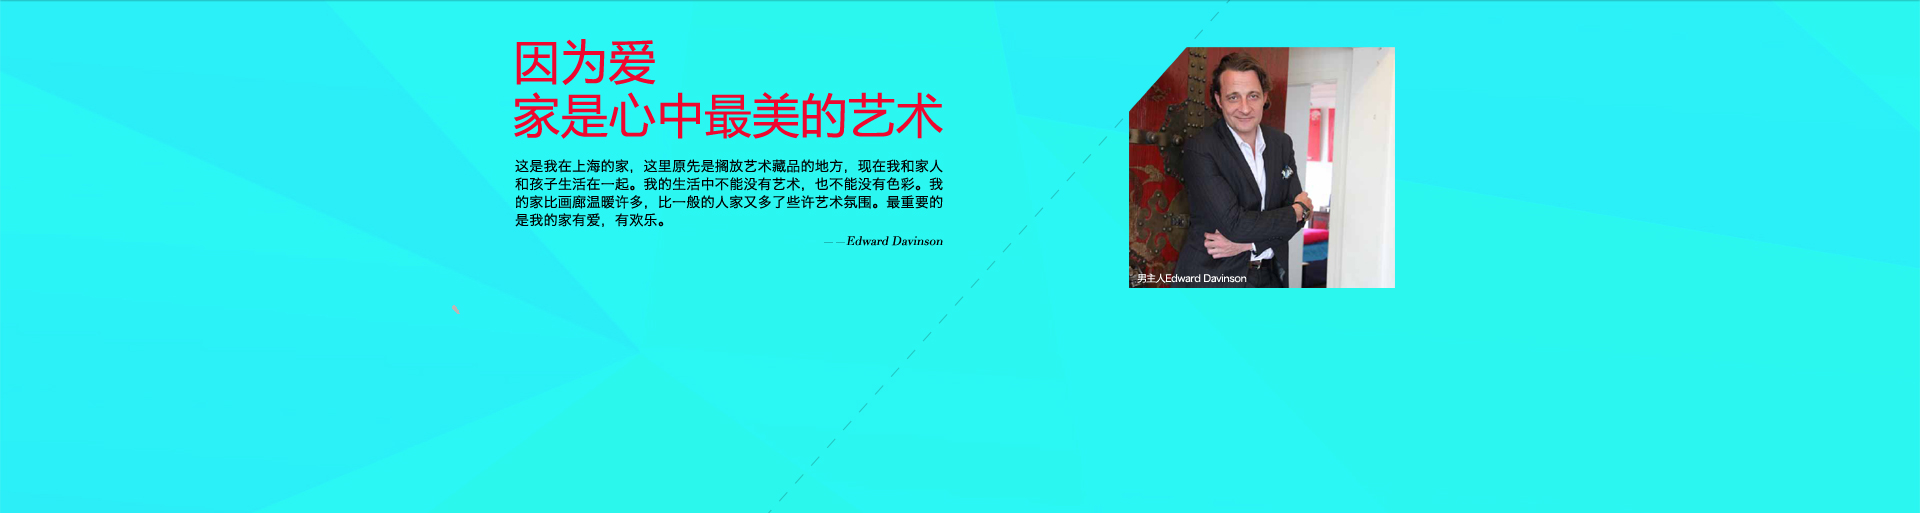 因为爱
家是心中最美的艺术
这是我在上海的家，这里原先是搁放艺术藏品的地方，现在我和家人
和孩子生活在一起。我的生活中不能没有艺术，也不能没有色彩。我
的家比画廊温暖许多，比一般的人家又多了些许艺术氛围。最重要的
是我的家有爱，有欢乐。
——Edward Davinson
男主人Edward Davinson